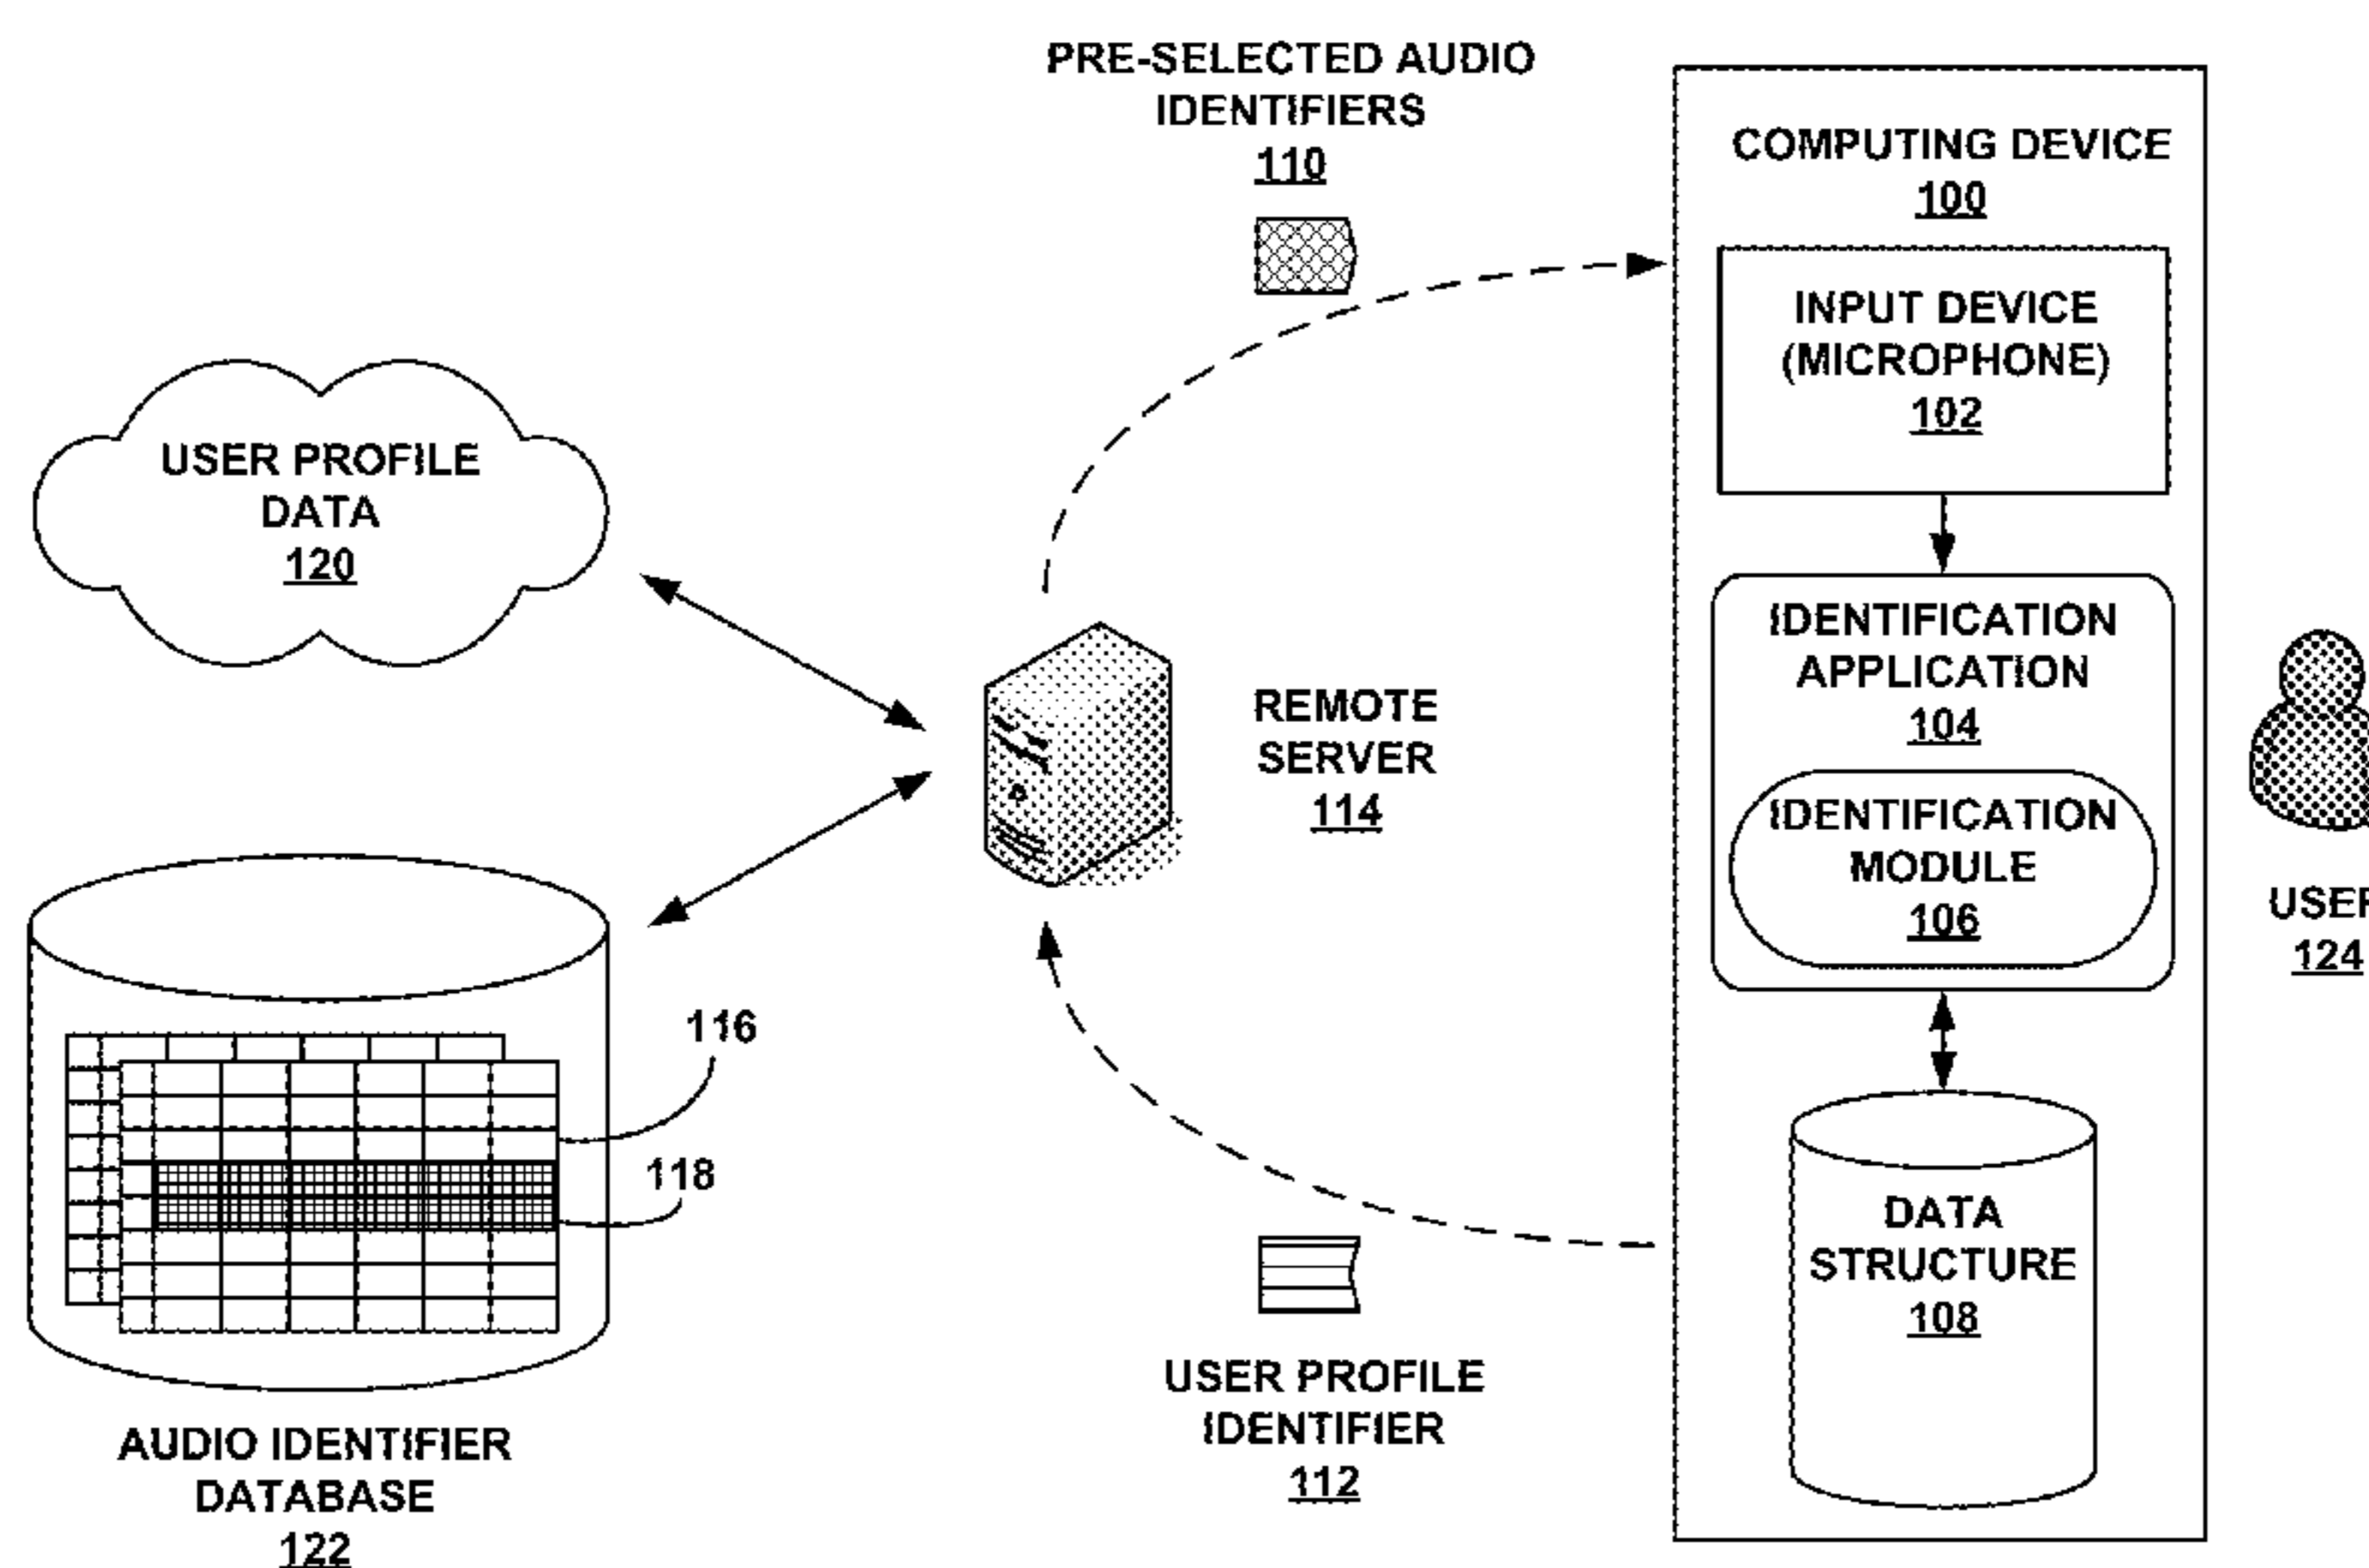 PRE-SELECTED AUDIO
IDENTIFIERS
110
COMPUTING DEVICE
100
INPUT DEVICE
(MICROPHONE)
102
USER PROFILE
DATA
120
IDENTIFICATION
APPLICATION
104
REMOTE
SERVER
114
IDENTIFICATION
MODULE
106
USER
124
116
118
DATA
STRUCTURE
108
USER PROFILE
IDENTIFIER
112
AUDIO IDENTIFIER
DATABASE
122